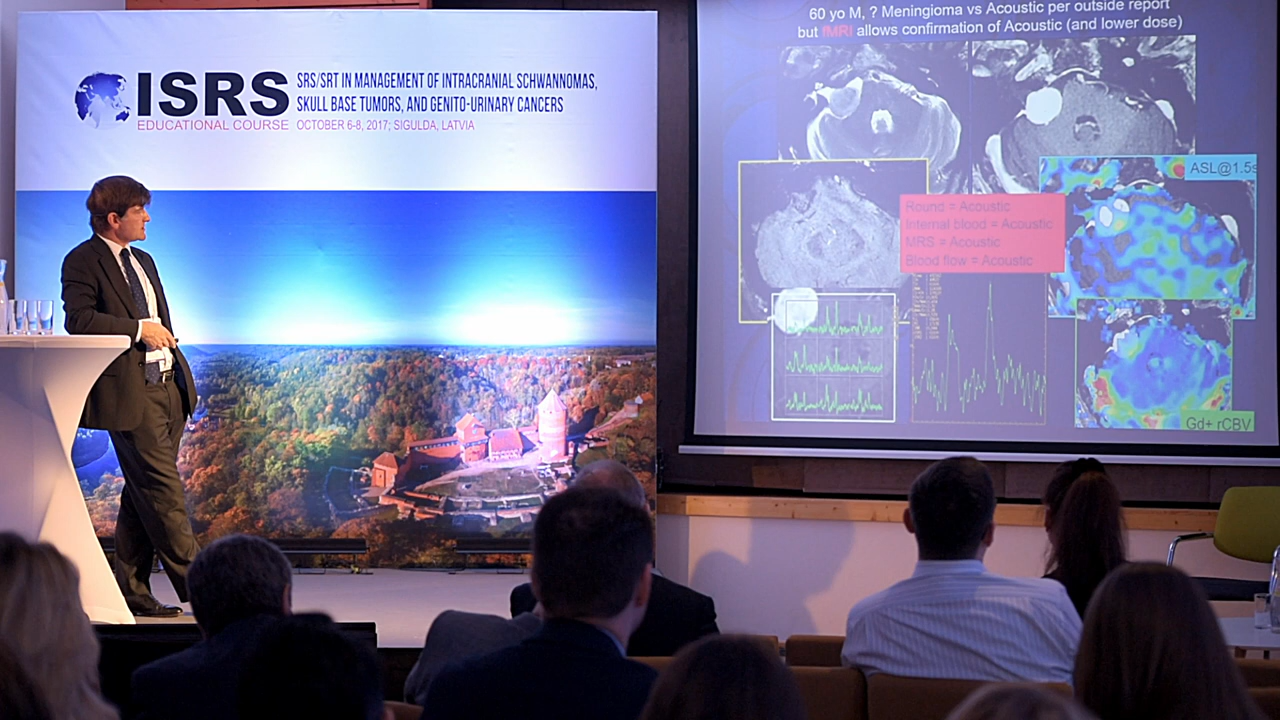 ISRS
EDUCATIONAL COURSE
SRS/SRT IN MANAGEMENT OF INTRACRANIAL SCHWANNOMAS,
SKULL BASE TUMORS, AND GENITO-URINARY CANCERS
OCTOBER 6-8, 2017; SIGULDA, LATVIA
60 yo M, ? Meningioma vs Acoustic per outside report
but fMRI allows confirmation of Acoustic (and lower dose)
ASL@1.5
Round = Acoustic
Internal blood = Acoustic
MRS = Acoustic
Blood flow = Acoustic
Gd+ rCBV